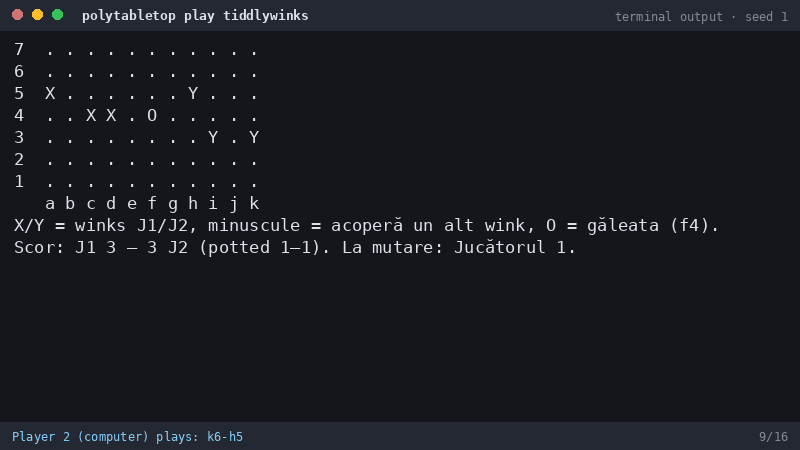 polytabletop play tiddlywinks
terminal output · seed 1
7 . . . . . . . . . . .
6 . . . . . . . . . . .
5 X . . . . . . Y . . .
4 . . X X . O . . . . .
3 . . . . . . . . Y . Y
2 . . . . . . . . . . .
1 . . . . . . . . . . .
a b c d e f g h i j k
X/Y = winks J1/J2, minuscule = acoperă un alt wink, O = găleata (f4).
Scor: J1 3 — 3 J2 (potted 1–1). La mutare: Jucătorul 1.
Player 2 (computer) plays: k6-h5
9/16